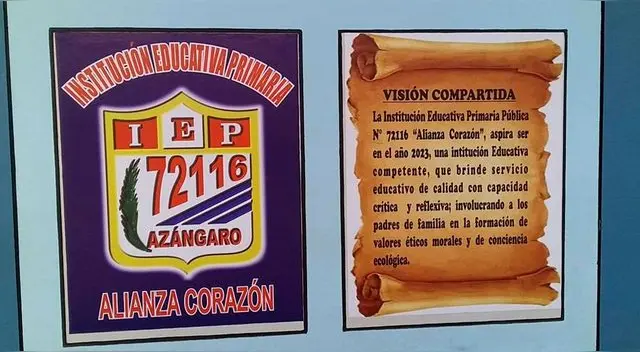 INSTITUCIÓN EDUCATIVA PRIMARIA
I E P
72116
AZÁNGARO
ALIANZA CORAZÓN
VISIÓN COMPARTIDA
La Institución Educativa Primaria Pública
N° 72116 "Alianza Corazón", aspira ser
en el año 2023, una intitución Educativa
competente, que brinde servicio
educativo de calidad con capacidad
crítica y reflexiva; involucrando a los
padres de familia en la formación de
valores éticos morales y de conciencia
ecológica.